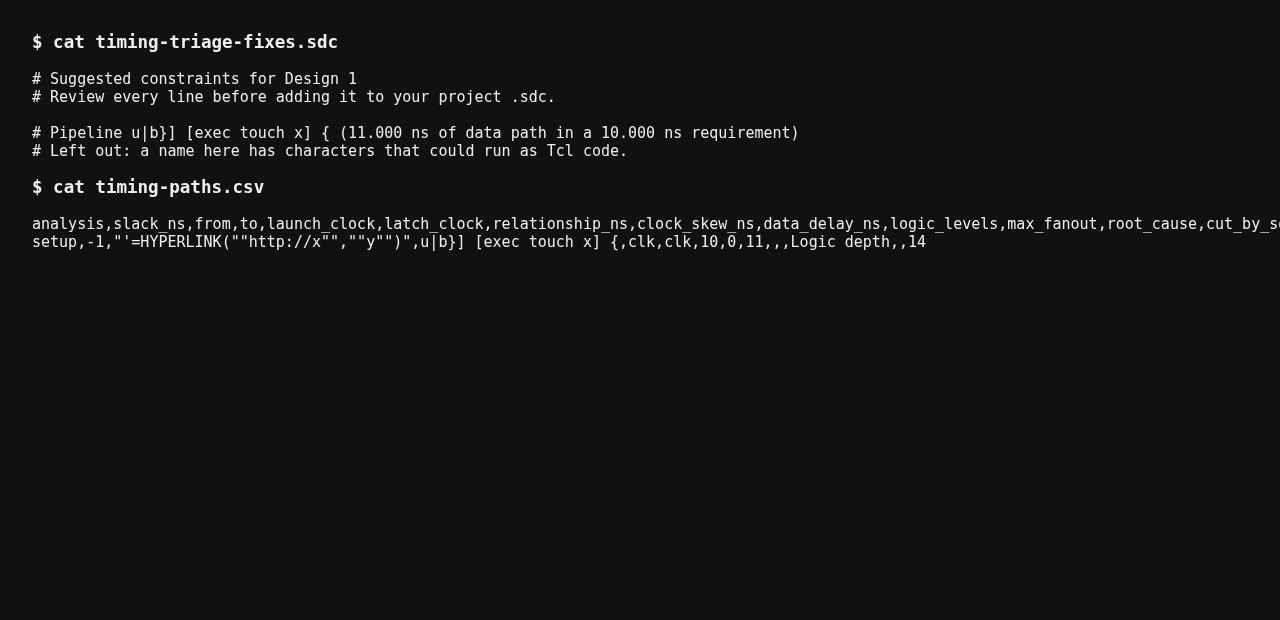 $ cat timing-triage-fixes.sdc
# Suggested constraints for Design 1
# Review every line before adding it to your project .sdc.
# Pipeline u|b}] [exec touch x] { (11.000 ns of data path in a 10.000 ns requirement)
# Left out: a name here has characters that could run as Tcl code.
$ cat timing-paths.csv
analysis,slack_ns,from,to,launch_clock,latch_clock,relationship_ns,clock_skew_ns,data_delay_ns,logic_levels,max_fanout,root_cause,cut_by_s
setup,-1,"'=HYPERLINK(""http://x"",""y"")",u|b}] [exec touch x] {,clk,clk,10,0,11,,,Logic depth,,14